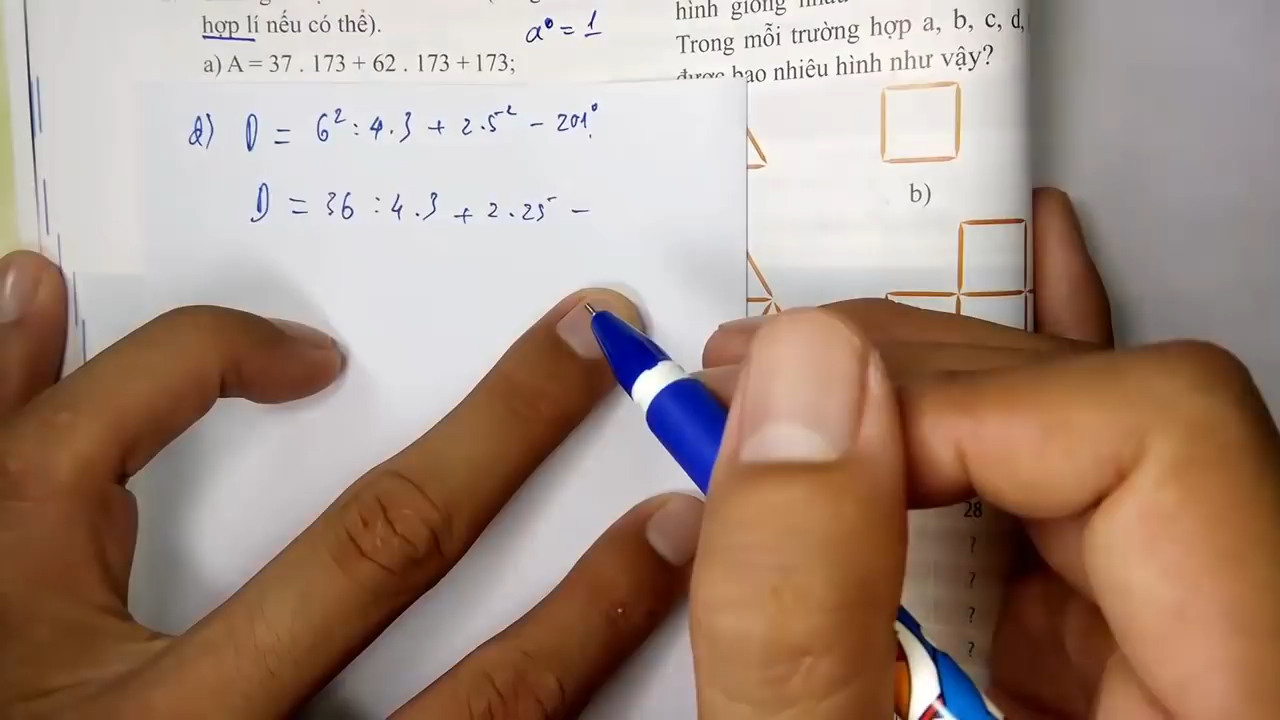 hợp lí nếu có thể).
a⁰ = 1
a) A = 37 . 173 + 62 . 173 + 173;
hình giống nhau
Trong mỗi trường hợp a, b, c, d,
được bao nhiêu hình như vậy?
b)
d) D = 6² : 4.3 + 2.5² - 201⁰
D = 36 : 4.3 + 2.25 -
28
?
?
?
?